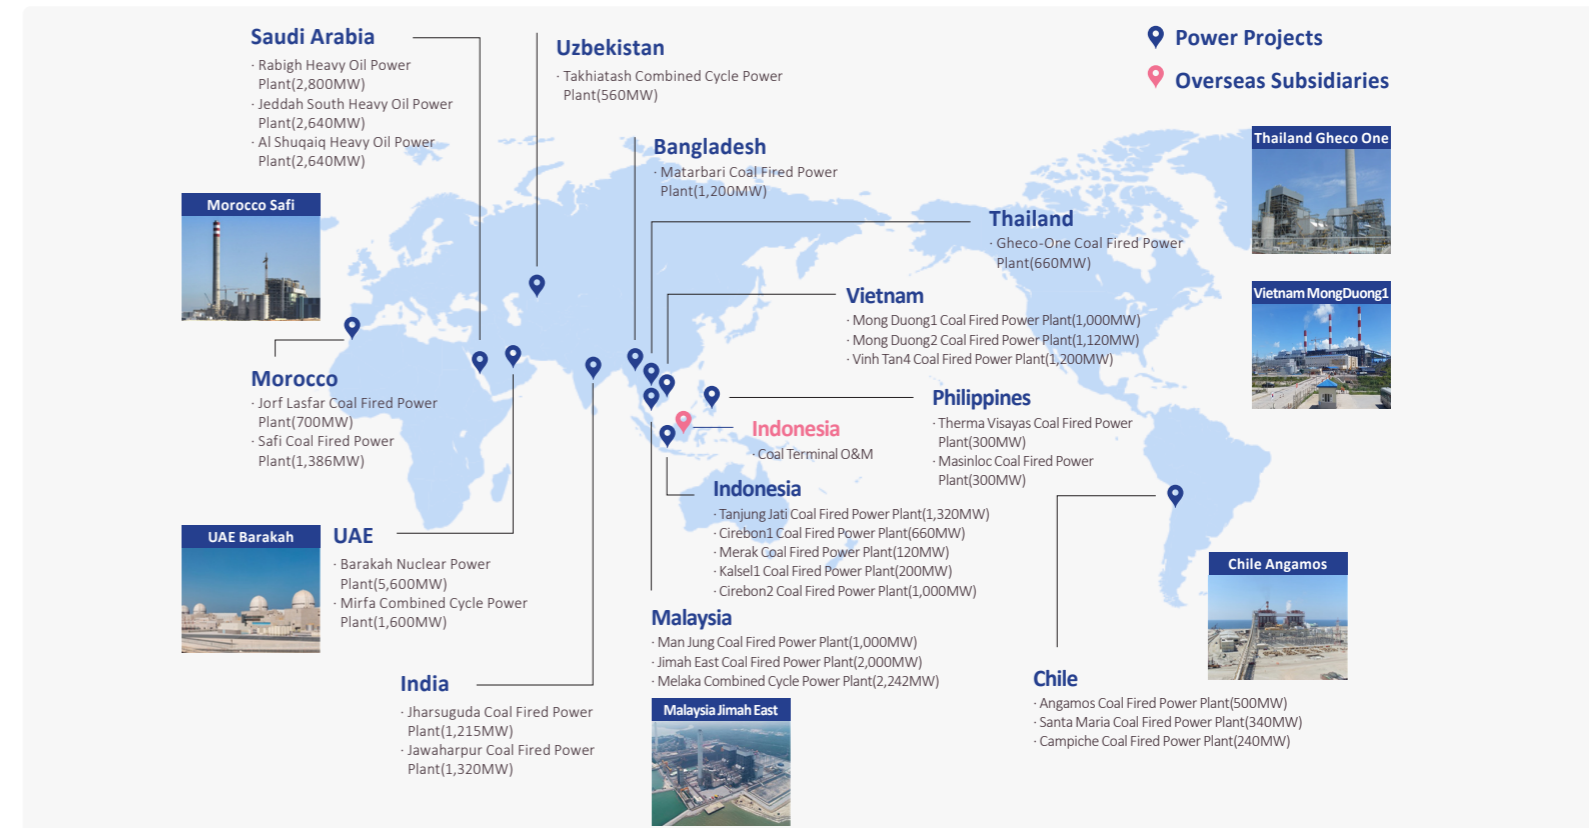 Saudi Arabia
· Rabigh Heavy Oil Power
Plant(2,800MW)
· Jeddah South Heavy Oil Power
Plant(2,640MW)
· Al Shuqaiq Heavy Oil Power
Plant(2,640MW)
Uzbekistan
· Takhiatash Combined Cycle Power
Plant(560MW)
Power Projects
Overseas Subsidiaries
Bangladesh
· Matarbari Coal Fired Power
Plant(1,200MW)
Thailand Gheco One
Morocco Safi
Thailand
· Gheco-One Coal Fired Power
Plant(660MW)
Vietnam
· Mong Duong1 Coal Fired Power Plant(1,000MW)
· Mong Duong2 Coal Fired Power Plant(1,120MW)
· Vinh Tan4 Coal Fired Power Plant(1,200MW)
Vietnam MongDuong1
Morocco
· Jorf Lasfar Coal Fired Power
Plant(700MW)
· Safi Coal Fired Power
Plant(1,386MW)
Philippines
· Therma Visayas Coal Fired Power
Plant(300MW)
· Masinloc Coal Fired Power
Plant(300MW)
Indonesia
· Coal Terminal O&M
Indonesia
· Tanjung Jati Coal Fired Power Plant(1,320MW)
· Cirebon1 Coal Fired Power Plant(660MW)
· Merak Coal Fired Power Plant(120MW)
· Kalsel1 Coal Fired Power Plant(200MW)
· Cirebon2 Coal Fired Power Plant(1,000MW)
UAE Barakah
UAE
· Barakah Nuclear Power
Plant(5,600MW)
· Mirfa Combined Cycle Power
Plant(1,600MW)
Chile Angamos
Malaysia
· Man Jung Coal Fired Power Plant(1,000MW)
· Jimah East Coal Fired Power Plant(2,000MW)
· Melaka Combined Cycle Power Plant(2,242MW)
Malaysia Jimah East
India
· Jharsuguda Coal Fired Power
Plant(1,215MW)
· Jawaharpur Coal Fired Power
Plant(1,320MW)
Chile
· Angamos Coal Fired Power Plant(500MW)
· Santa Maria Coal Fired Power Plant(340MW)
· Campiche Coal Fired Power Plant(240MW)